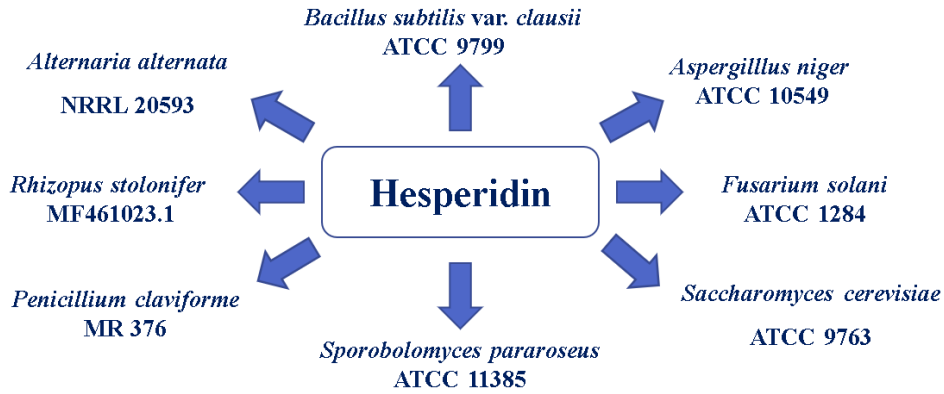 Bacillus subtilis var. clausii
ATCC 9799
Alternaria alternata
NRRL 20593
Aspergilllus niger
ATCC 10549
Hesperidin
Rhizopus stolonifer
MF461023.1
Fusarium solani
ATCC 1284
Penicillium claviforme
MR 376
Saccharomyces cerevisiae
ATCC 9763
Sporobolomyces pararoseus
ATCC 11385